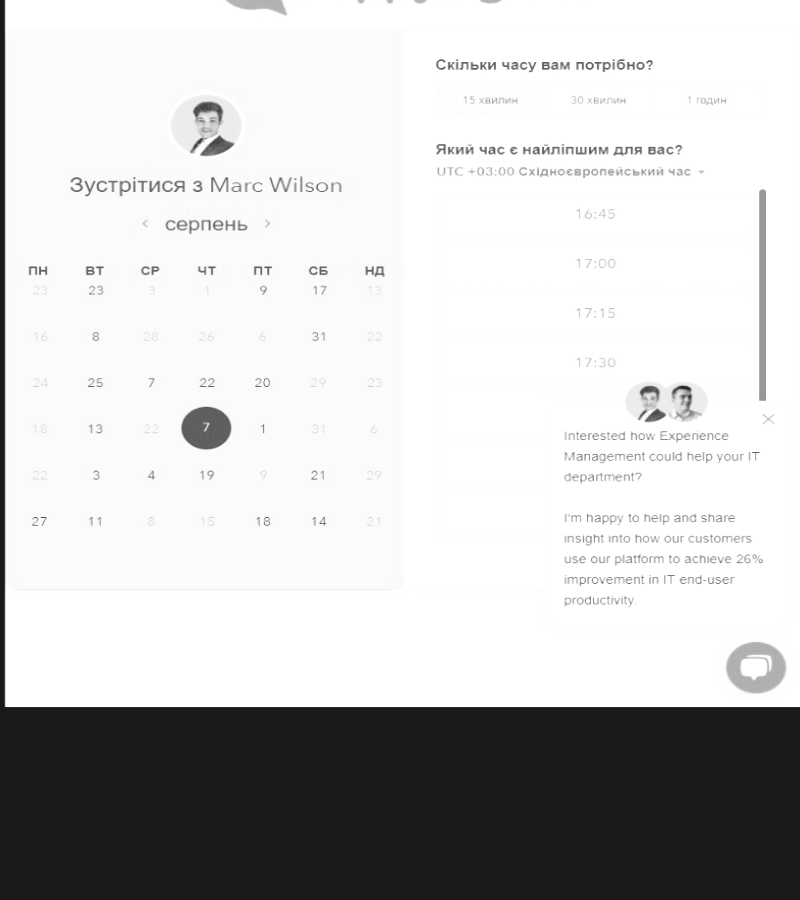 Зустрітися з Marc Wilson
серпень
ПН ВТ СР ЧТ ПТ СБ НД
23 23 3 1 9 17 13
16 8 28 26 6 31 22
24 25 7 22 20 29 23
18 13 22 7 1 31 6
22 3 4 19 9 21 29
27 11 8 15 18 14 21
Скільки часу вам потрібно?
15 хвилин 30 хвилин 1 годин
Який час є найліпшим для вас?
UTC +03:00 Східноєвропейський час
16:45
17:00
17:15
17:30
Interested how Experience
Management could help your IT
department?
I'm happy to help and share
insight into how our customers
use our platform to achieve 26%
improvement in IT end-user
productivity.